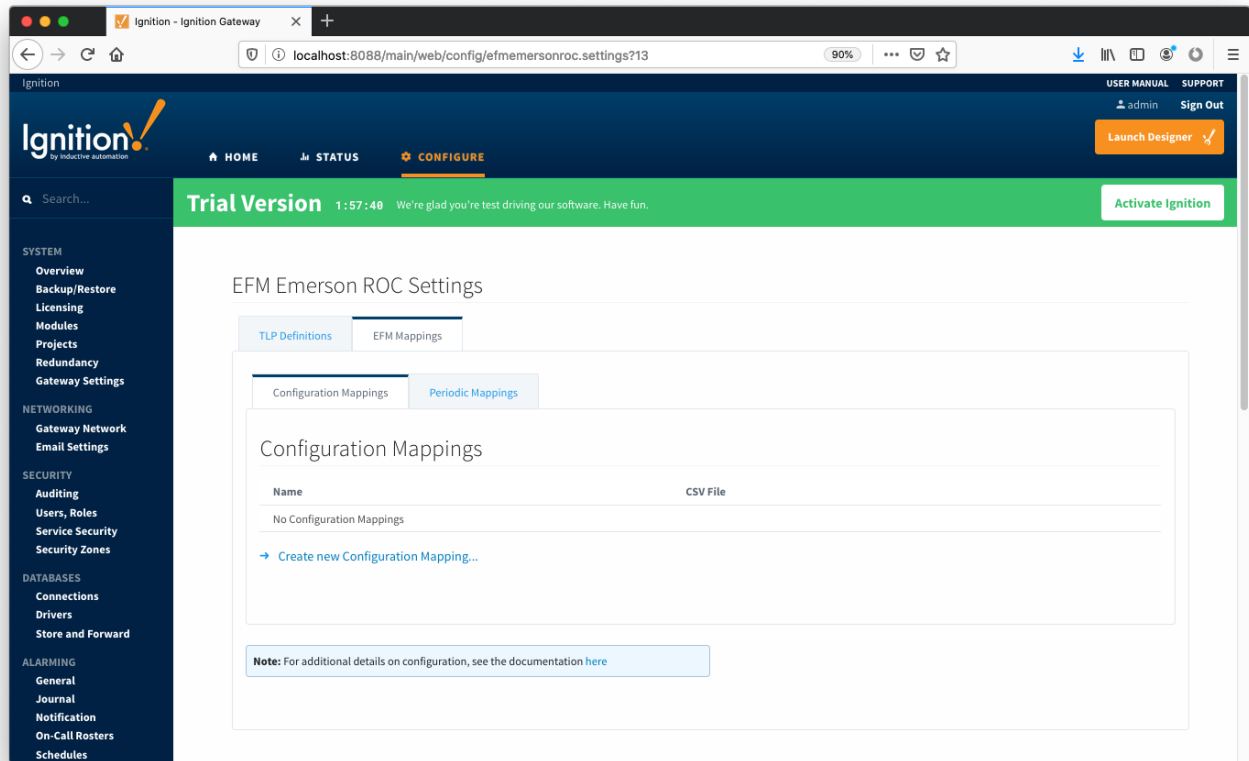 Ignition - Ignition Gateway
localhost:8088/main/web/config/efmemersonroc.settings?13
90%
Ignition
USER MANUAL SUPPORT
admin Sign Out
Ignition!
by inductive automation
Launch Designer
HOME STATUS CONFIGURE
Search...
Trial Version 1:57:40 We're glad you're test driving our software. Have fun.
Activate Ignition
SYSTEM
Overview
Backup/Restore
Licensing
Modules
Projects
Redundancy
Gateway Settings
NETWORKING
Gateway Network
Email Settings
SECURITY
Auditing
Users, Roles
Service Security
Security Zones
DATABASES
Connections
Drivers
Store and Forward
ALARMING
General
Journal
Notification
On-Call Rosters
Schedules
EFM Emerson ROC Settings
TLP Definitions EFM Mappings
Configuration Mappings Periodic Mappings
Configuration Mappings
Name CSV File
No Configuration Mappings
Create new Configuration Mapping...
Note: For additional details on configuration, see the documentation here